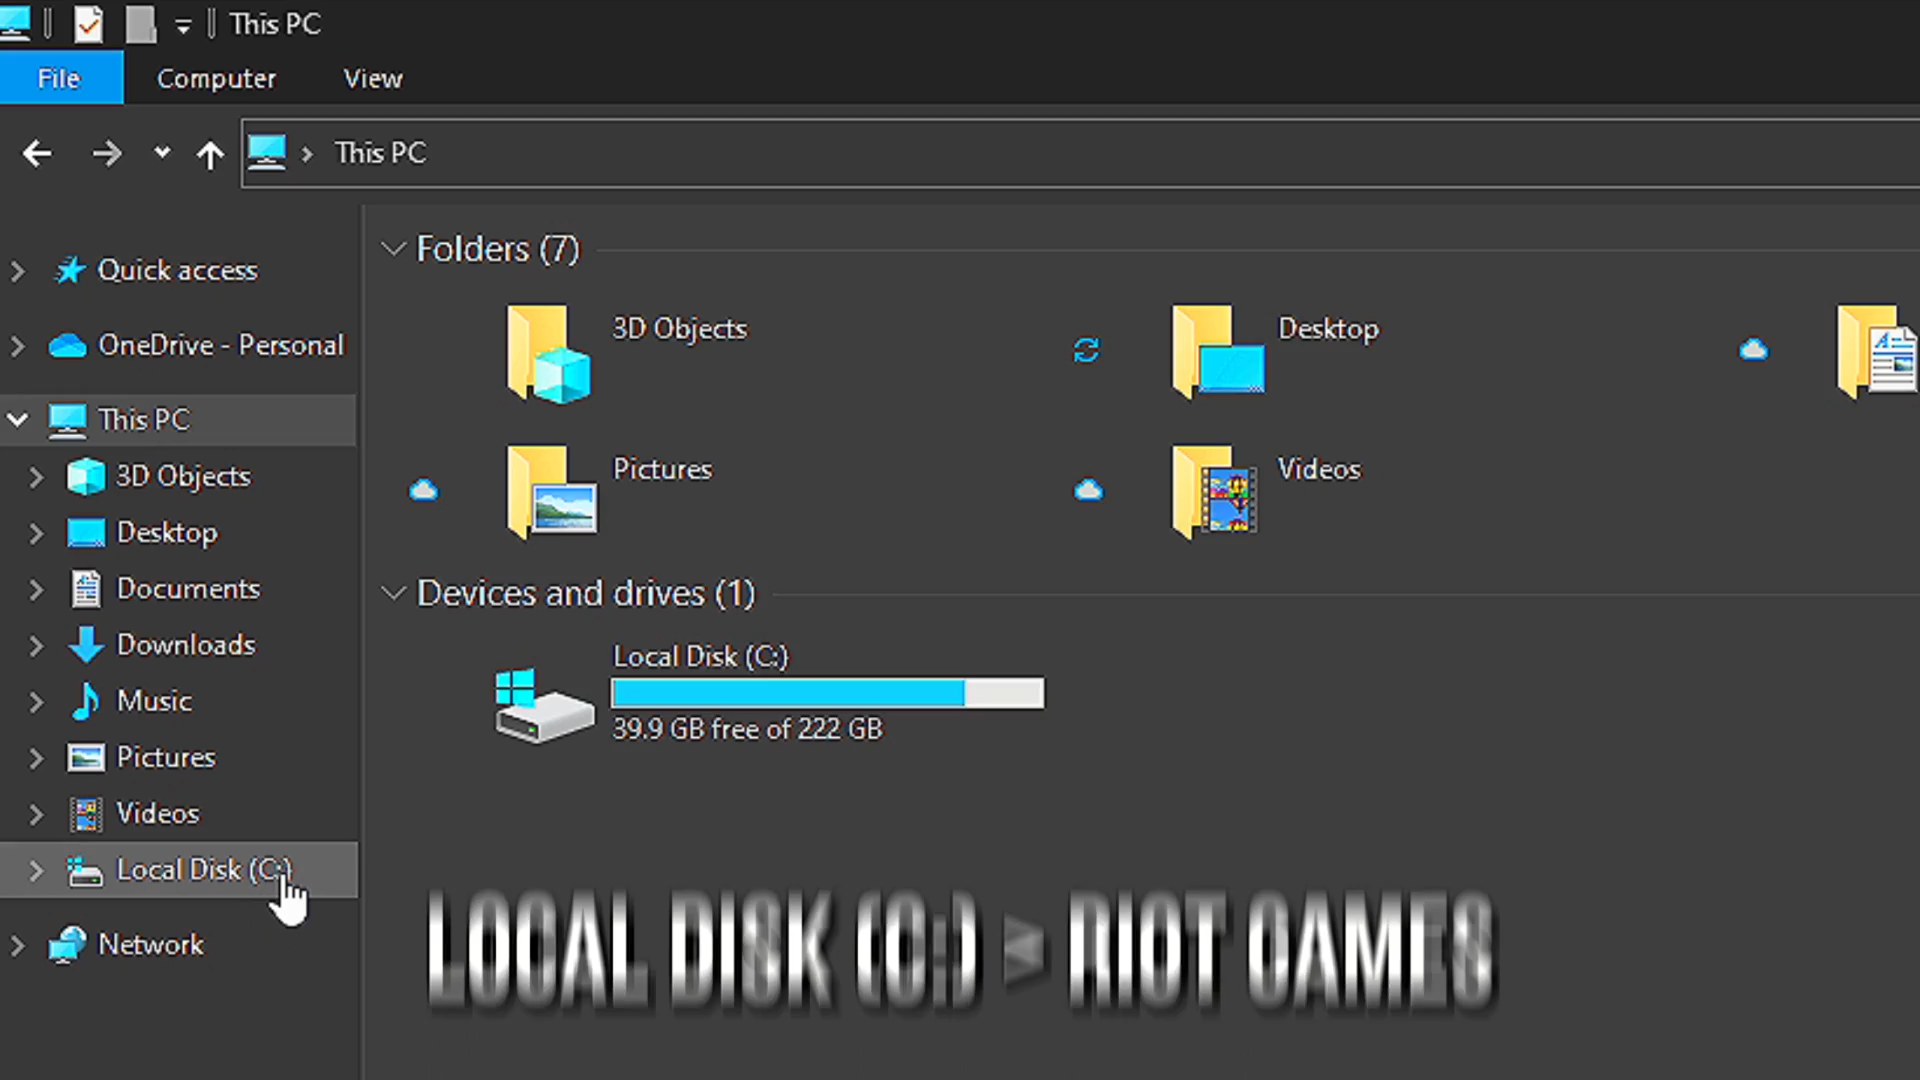 This PC
File Computer View
This PC
Quick access
OneDrive - Personal
This PC
3D Objects
Desktop
Documents
Downloads
Music
Pictures
Videos
Local Disk (C:)
Network
Folders (7)
3D Objects
Desktop
Pictures
Videos
Devices and drives (1)
Local Disk (C:)
39.9 GB free of 222 GB
LOCAL DISK (C:) > RIOT GAMES